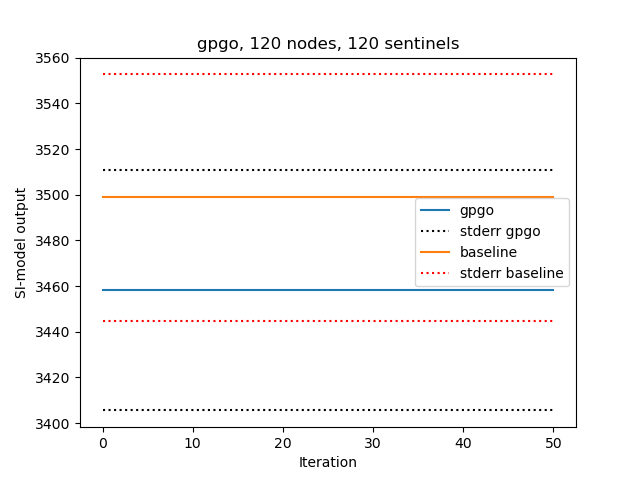 gpgo, 120 nodes, 120 sentinels
3560
3540
3520
3500
3480
3460
3440
3420
3400
SI-model output
gpgo
stderr gpgo
baseline
stderr baseline
0 10 20 30 40 50
Iteration